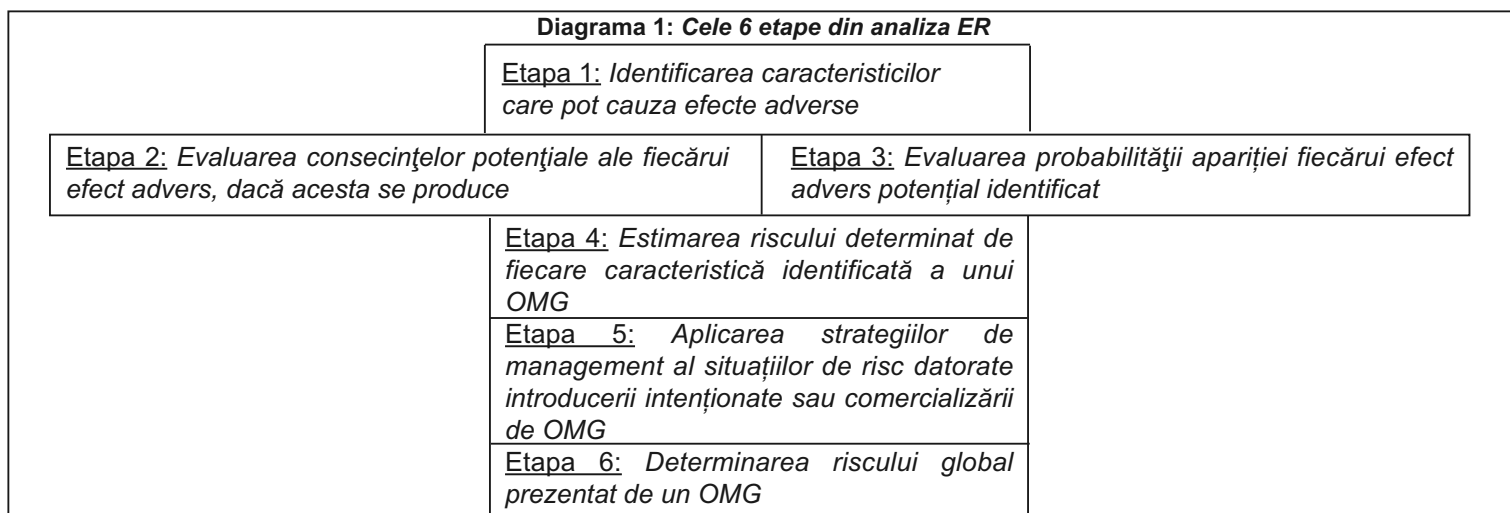 Diagrama 1: Cele 6 etape din analiza ER
Etapa 1: Identificarea caracteristicilor
care pot cauza efecte adverse
Etapa 2: Evaluarea consecinţelor potenţiale ale fiecărui
efect advers, dacă acesta se produce
Etapa 3: Evaluarea probabilităţii apariției fiecărui efect
advers potențial identificat
Etapa 4: Estimarea riscului determinat de
fiecare caracteristică identificată a unui
OMG
Etapa 5: Aplicarea strategiilor de
management al situațiilor de risc datorate
introducerii intenționate sau comercializării
de OMG
Etapa 6: Determinarea riscului global
prezentat de un OMG